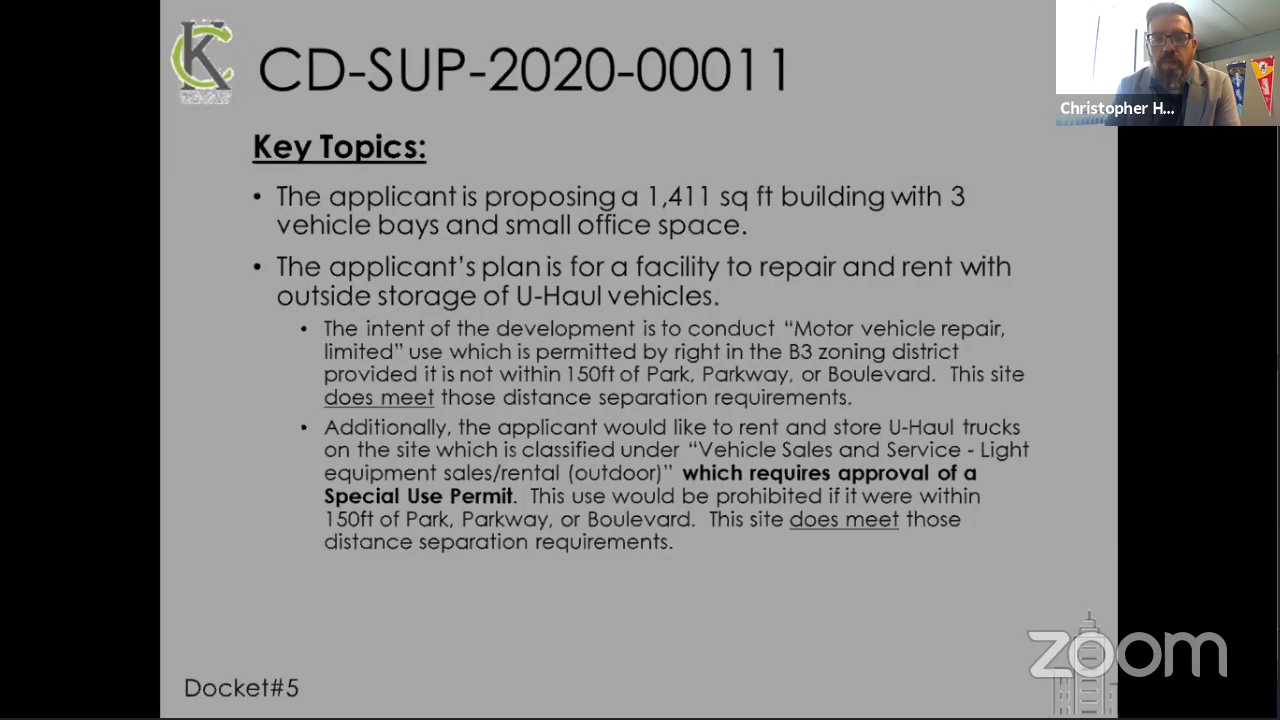 KC
CD-SUP-2020-00011
Christopher H...
Key Topics:
• The applicant is proposing a 1,411 sq ft building with 3
vehicle bays and small office space.
• The applicant's plan is for a facility to repair and rent with
outside storage of U-Haul vehicles.
• The intent of the development is to conduct "Motor vehicle repair,
limited" use which is permitted by right in the B3 zoning district
provided it is not within 150ft of Park, Parkway, or Boulevard. This site
does meet those distance separation requirements.
• Additionally, the applicant would like to rent and store U-Haul trucks
on the site which is classified under "Vehicle Sales and Service - Light
equipment sales/rental (outdoor)" which requires approval of a
Special Use Permit. This use would be prohibited if it were within
150ft of Park, Parkway, or Boulevard. This site does meet those
distance separation requirements.
zoom
Docket#5